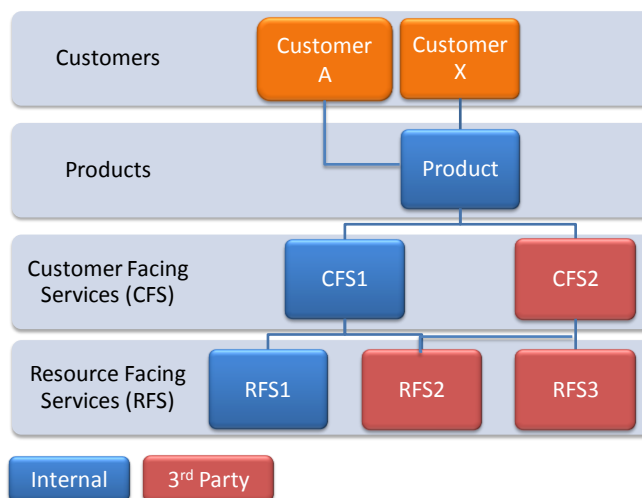 Customers
Customer
A
Customer
X
Products
Product
Customer Facing
Services (CFS)
CFS1
CFS2
Resource Facing
Services (RFS)
RFS1
RFS2
RFS3
Internal
3rd Party